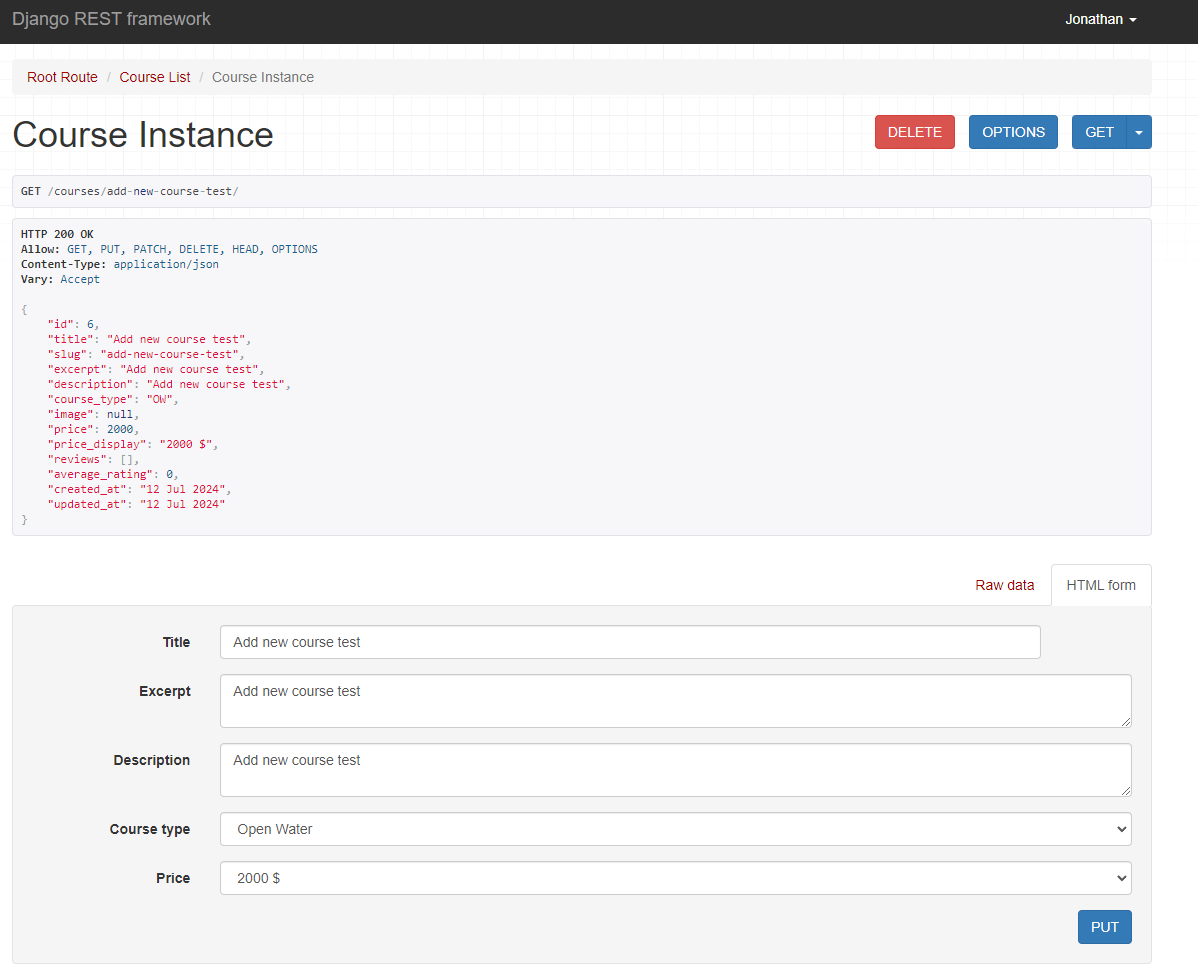 Django REST framework
Jonathan
Root Route / Course List / Course Instance
Course Instance
DELETE
OPTIONS
GET
GET /courses/add-new-course-test/
HTTP 200 OK
Allow: GET, PUT, PATCH, DELETE, HEAD, OPTIONS
Content-Type: application/json
Vary: Accept
{
    "id": 6,
    "title": "Add new course test",
    "slug": "add-new-course-test",
    "excerpt": "Add new course test",
    "description": "Add new course test",
    "course_type": "OW",
    "image": null,
    "price": 2000,
    "price_display": "2000 $",
    "reviews": [],
    "average_rating": 0,
    "created_at": "12 Jul 2024",
    "updated_at": "12 Jul 2024"
}
Raw data
HTML form
Title
Add new course test
Excerpt
Add new course test
Description
Add new course test
Course type
Open Water
Price
2000 $
PUT